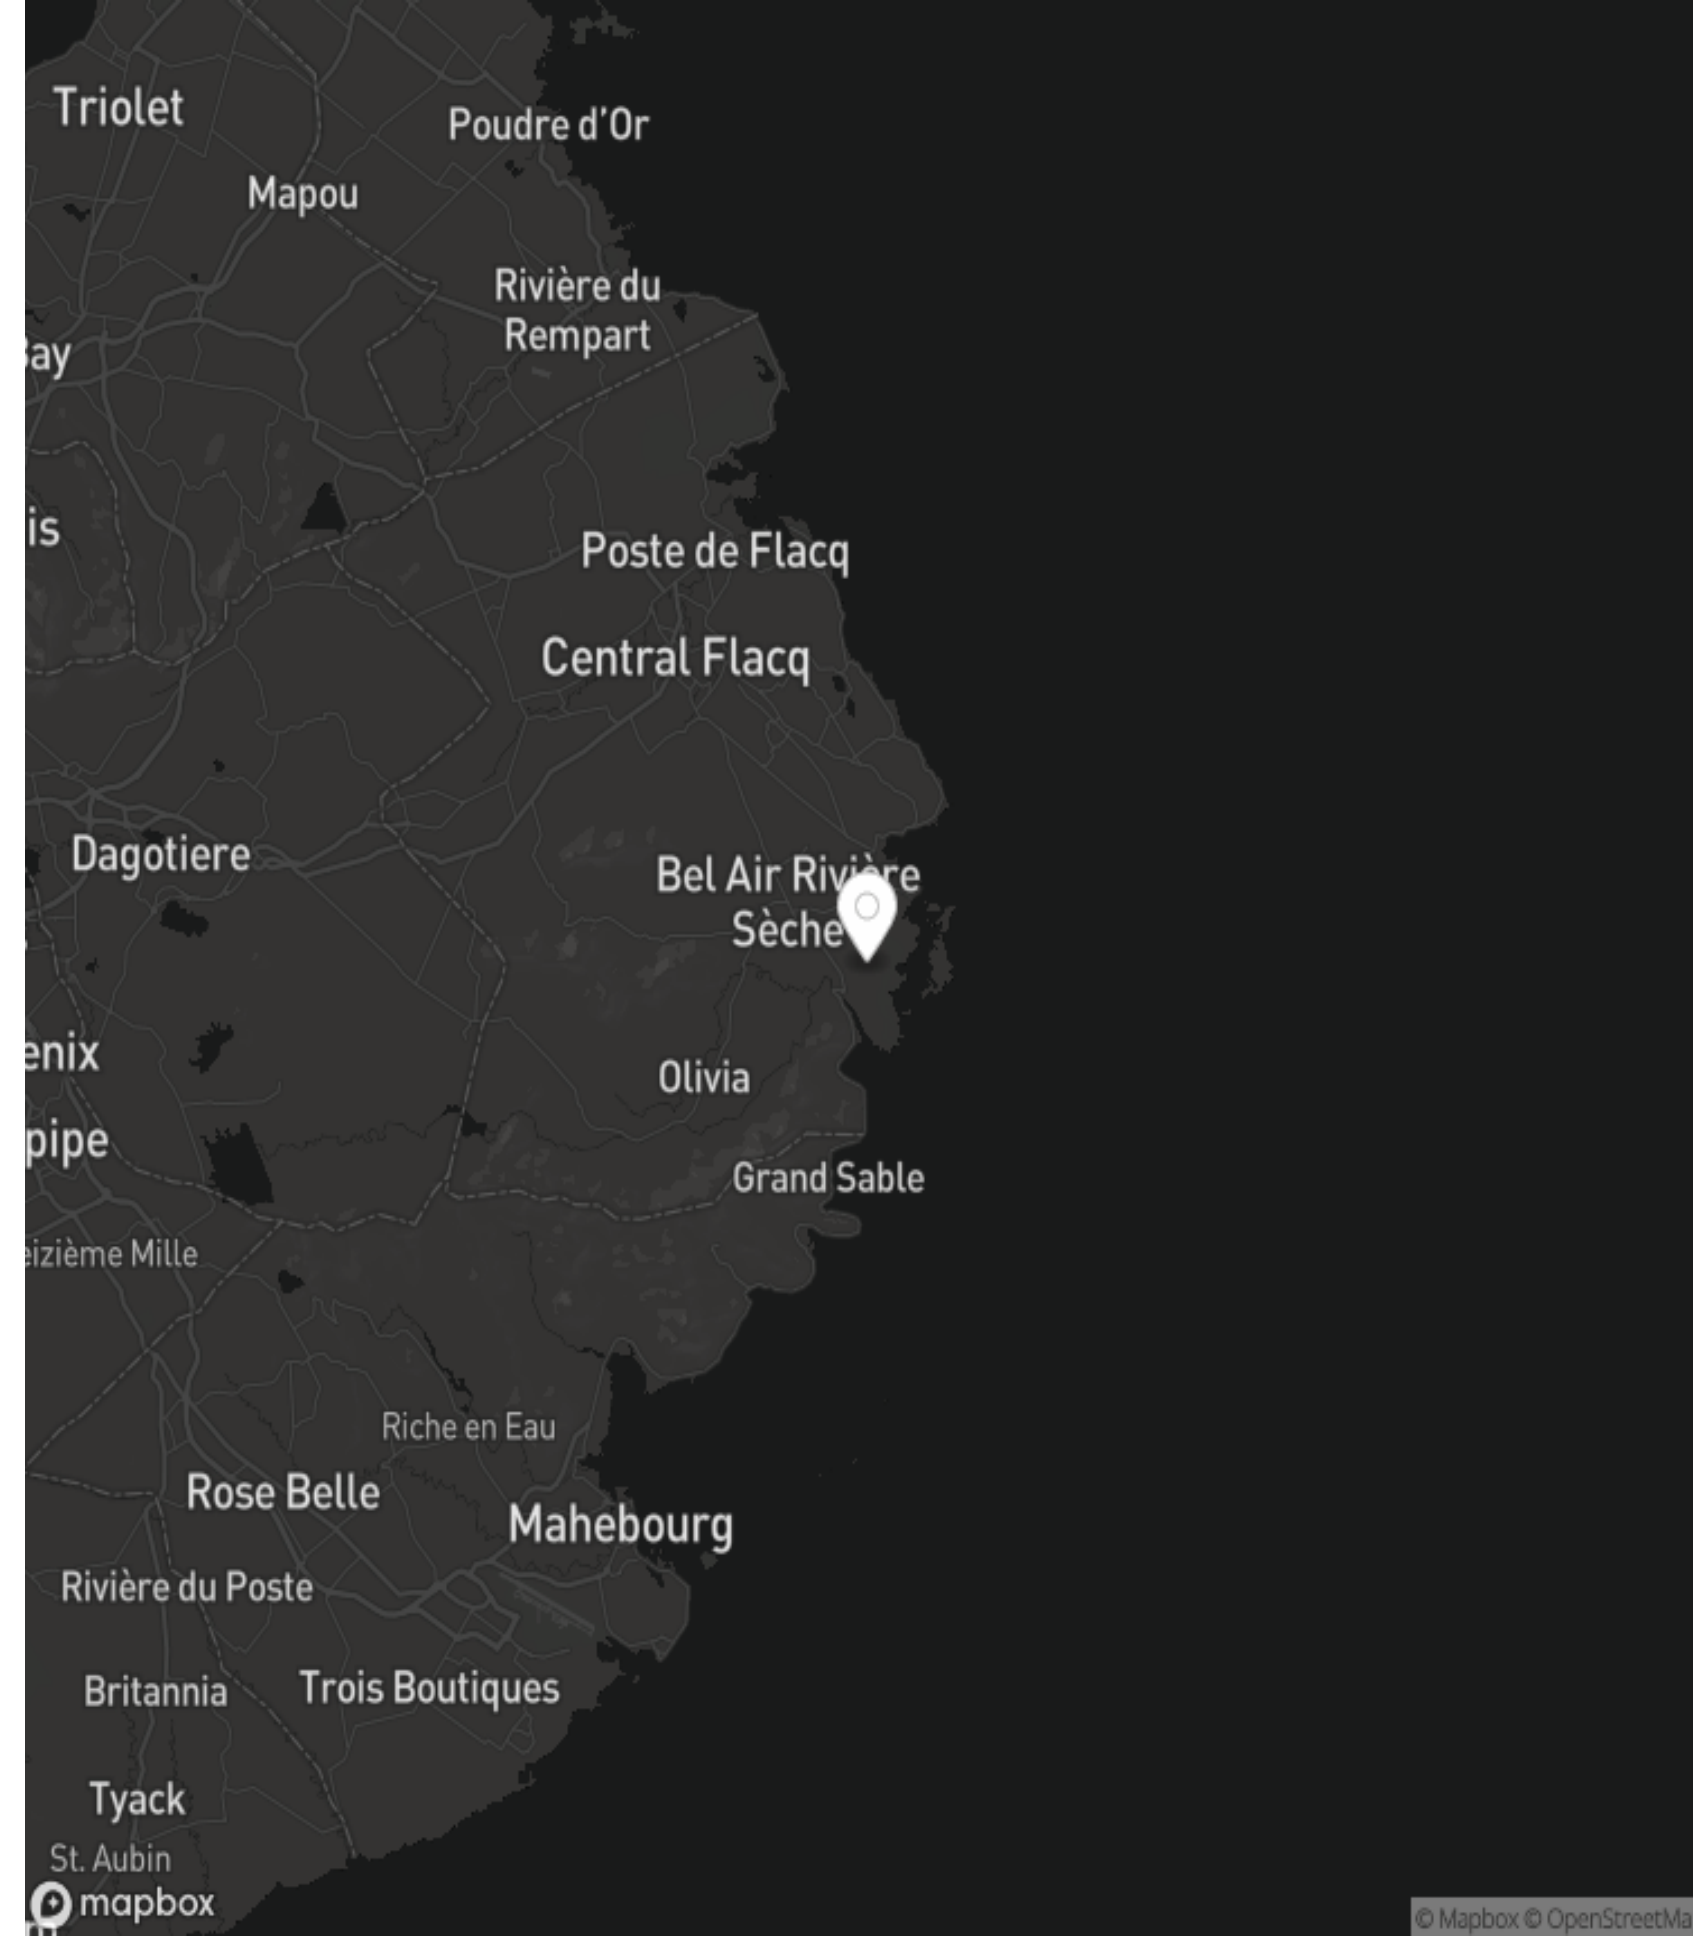 Triolet
Poudre d'Or
Mapou
Rivière du
Rempart
Bay
is
Poste de Flacq
Central Flacq
Dagotiere
Bel Air Rivière
Sèche
enix
Olivia
pipe
Grand Sable
eizième Mille
Riche en Eau
Rose Belle
Mahebourg
Rivière du Poste
Britannia
Trois Boutiques
Tyack
St. Aubin
mapbox
© Mapbox © OpenStreetMa